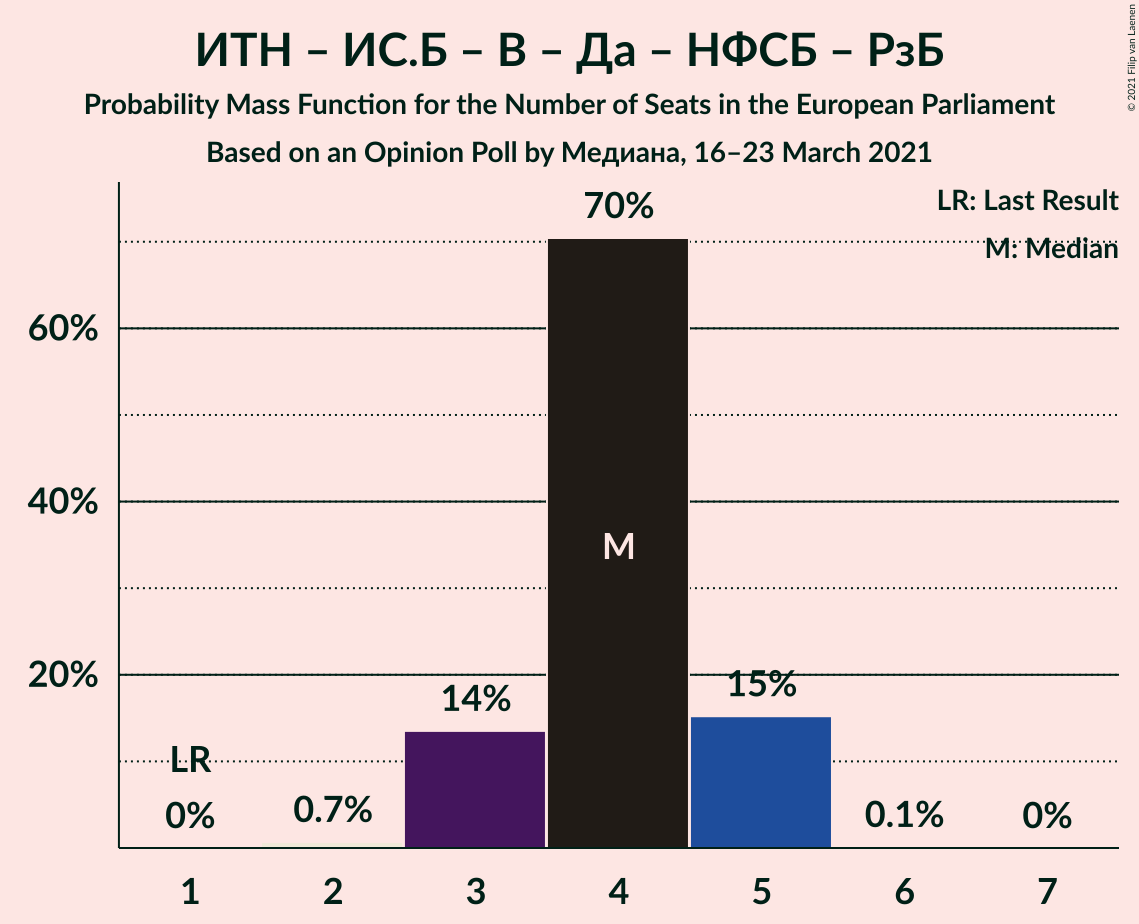 ИТН – ИС.Б – В – Да – НФСБ – РзБ
Probability Mass Function for the Number of Seats in the European Parliament
Based on an Opinion Poll by Медиана, 16–23 March 2021
© 2021 Filip van Laenen
LR: Last Result
M: Median
70%
60%
40%
M
20%
15%
14%
LR
0%
0.7%
0.1%
0%
1 2 3 4 5 6 7